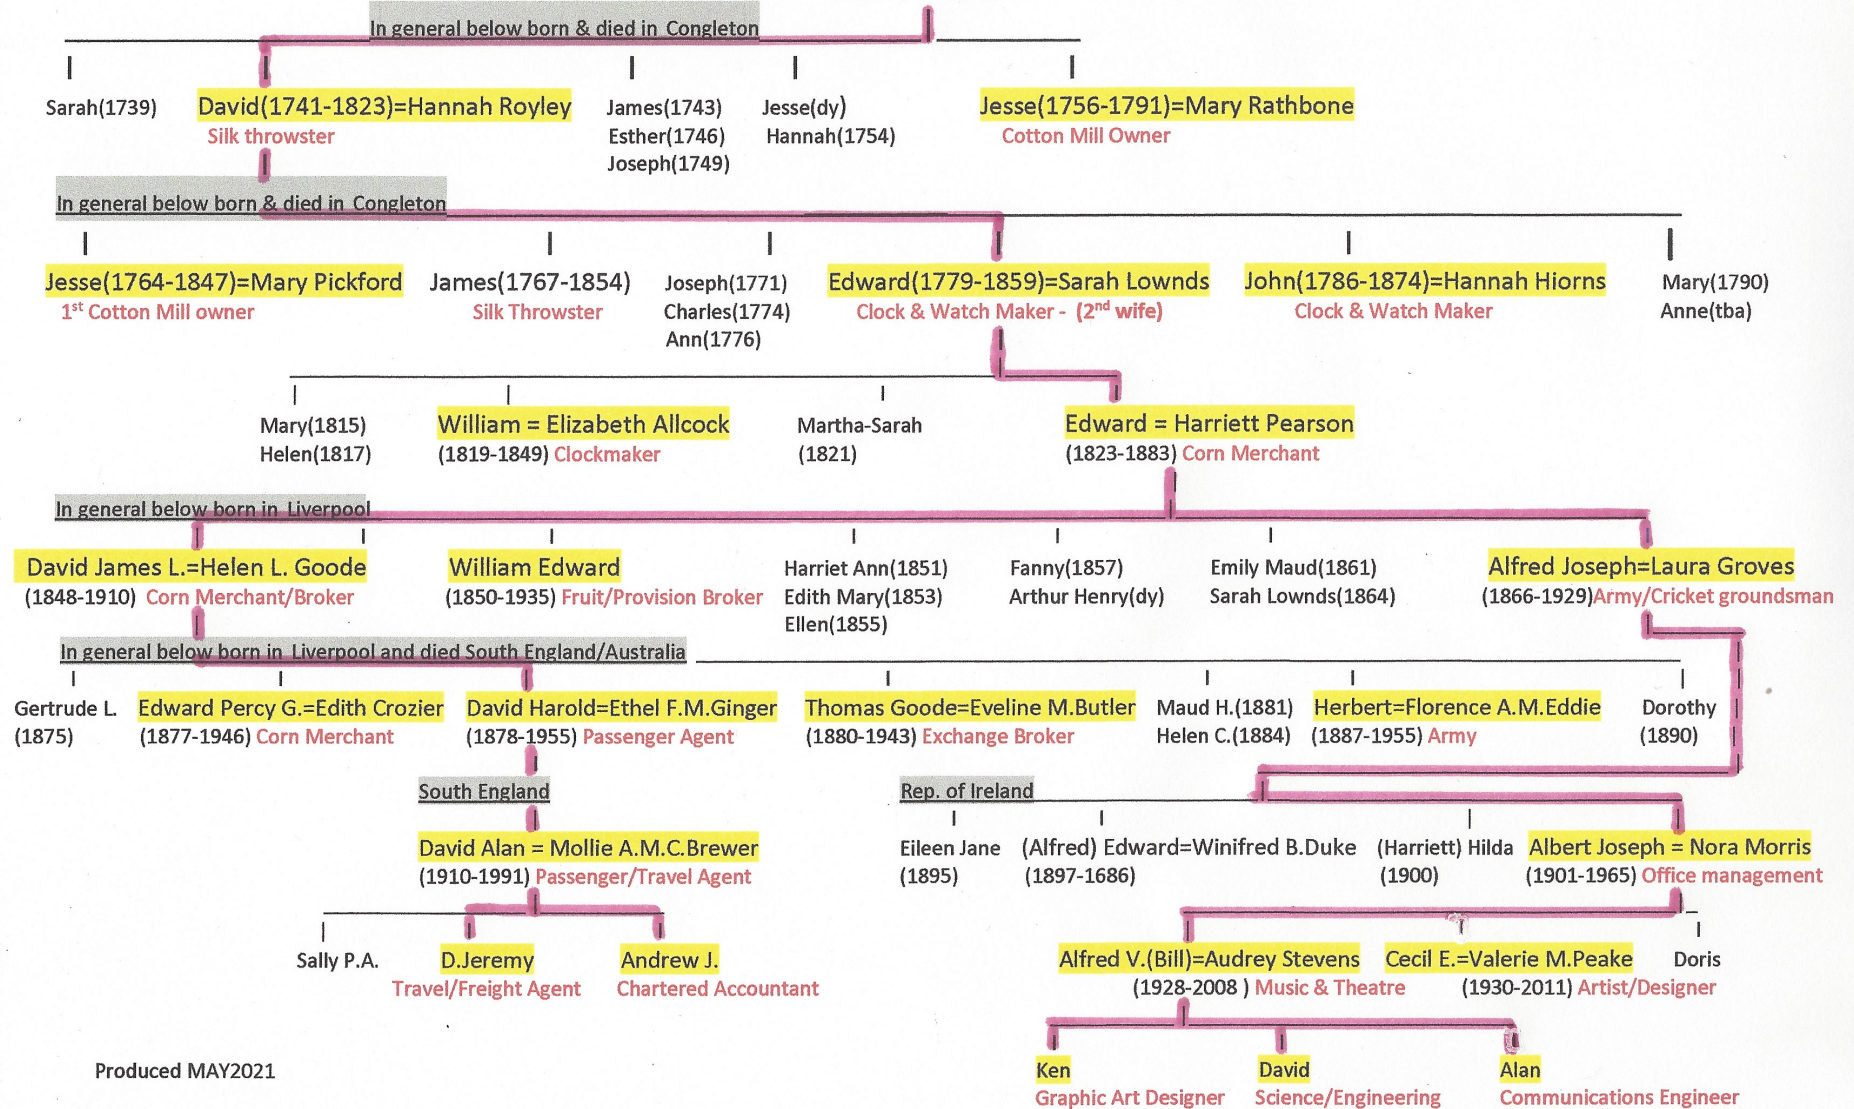 In general below born & died in Congleton
Sarah(1739) David(1741-1823)=Hannah Royley James(1743) Jesse(dy) Jesse(1756-1791)=Mary Rathbone
Silk throwster Esther(1746) Hannah(1754) Cotton Mill Owner
Joseph(1749)
In general below born & died in Congleton
Jesse(1764-1847)=Mary Pickford James(1767-1854) Joseph(1771) Edward(1779-1859)=Sarah Lownds John(1786-1874)=Hannah Hiorns Mary(1790)
1st Cotton Mill owner Silk Throwster Charles(1774) Clock & Watch Maker - (2nd wife) Clock & Watch Maker Anne(tba)
Ann(1776)
Mary(1815) William = Elizabeth Allcock Martha-Sarah Edward = Harriett Pearson
Helen(1817) (1819-1849) Clockmaker (1821) (1823-1883) Corn Merchant
In general below born in Liverpool
David James L.=Helen L. Goode William Edward Harriet Ann(1851) Fanny(1857) Emily Maud(1861) Alfred Joseph=Laura Groves
(1848-1910) Corn Merchant/Broker (1850-1935) Fruit/Provision Broker Edith Mary(1853) Arthur Henry(dy) Sarah Lownds(1864) (1866-1929)Army/Cricket groundsman
Ellen(1855)
In general below born in Liverpool and died South England/Australia
Gertrude L. Edward Percy G.=Edith Crozier David Harold=Ethel F.M.Ginger Thomas Goode=Eveline M.Butler Maud H.(1881) Herbert=Florence A.M.Eddie Dorothy
(1875) (1877-1946) Corn Merchant (1878-1955) Passenger Agent (1880-1943) Exchange Broker Helen C.(1884) (1887-1955) Army (1890)
South England Rep. of Ireland
David Alan = Mollie A.M.C.Brewer Eileen Jane (Alfred) Edward=Winifred B.Duke (Harriett) Hilda Albert Joseph = Nora Morris
(1910-1991) Passenger/Travel Agent (1895) (1897-1686) (1900) (1901-1965) Office management
Sally P.A. D.Jeremy Andrew J. Alfred V.(Bill)=Audrey Stevens Cecil E.=Valerie M.Peake Doris
Travel/Freight Agent Chartered Accountant (1928-2008 ) Music & Theatre (1930-2011) Artist/Designer
Produced MAY2021 Ken David Alan
Graphic Art Designer Science/Engineering Communications Engineer